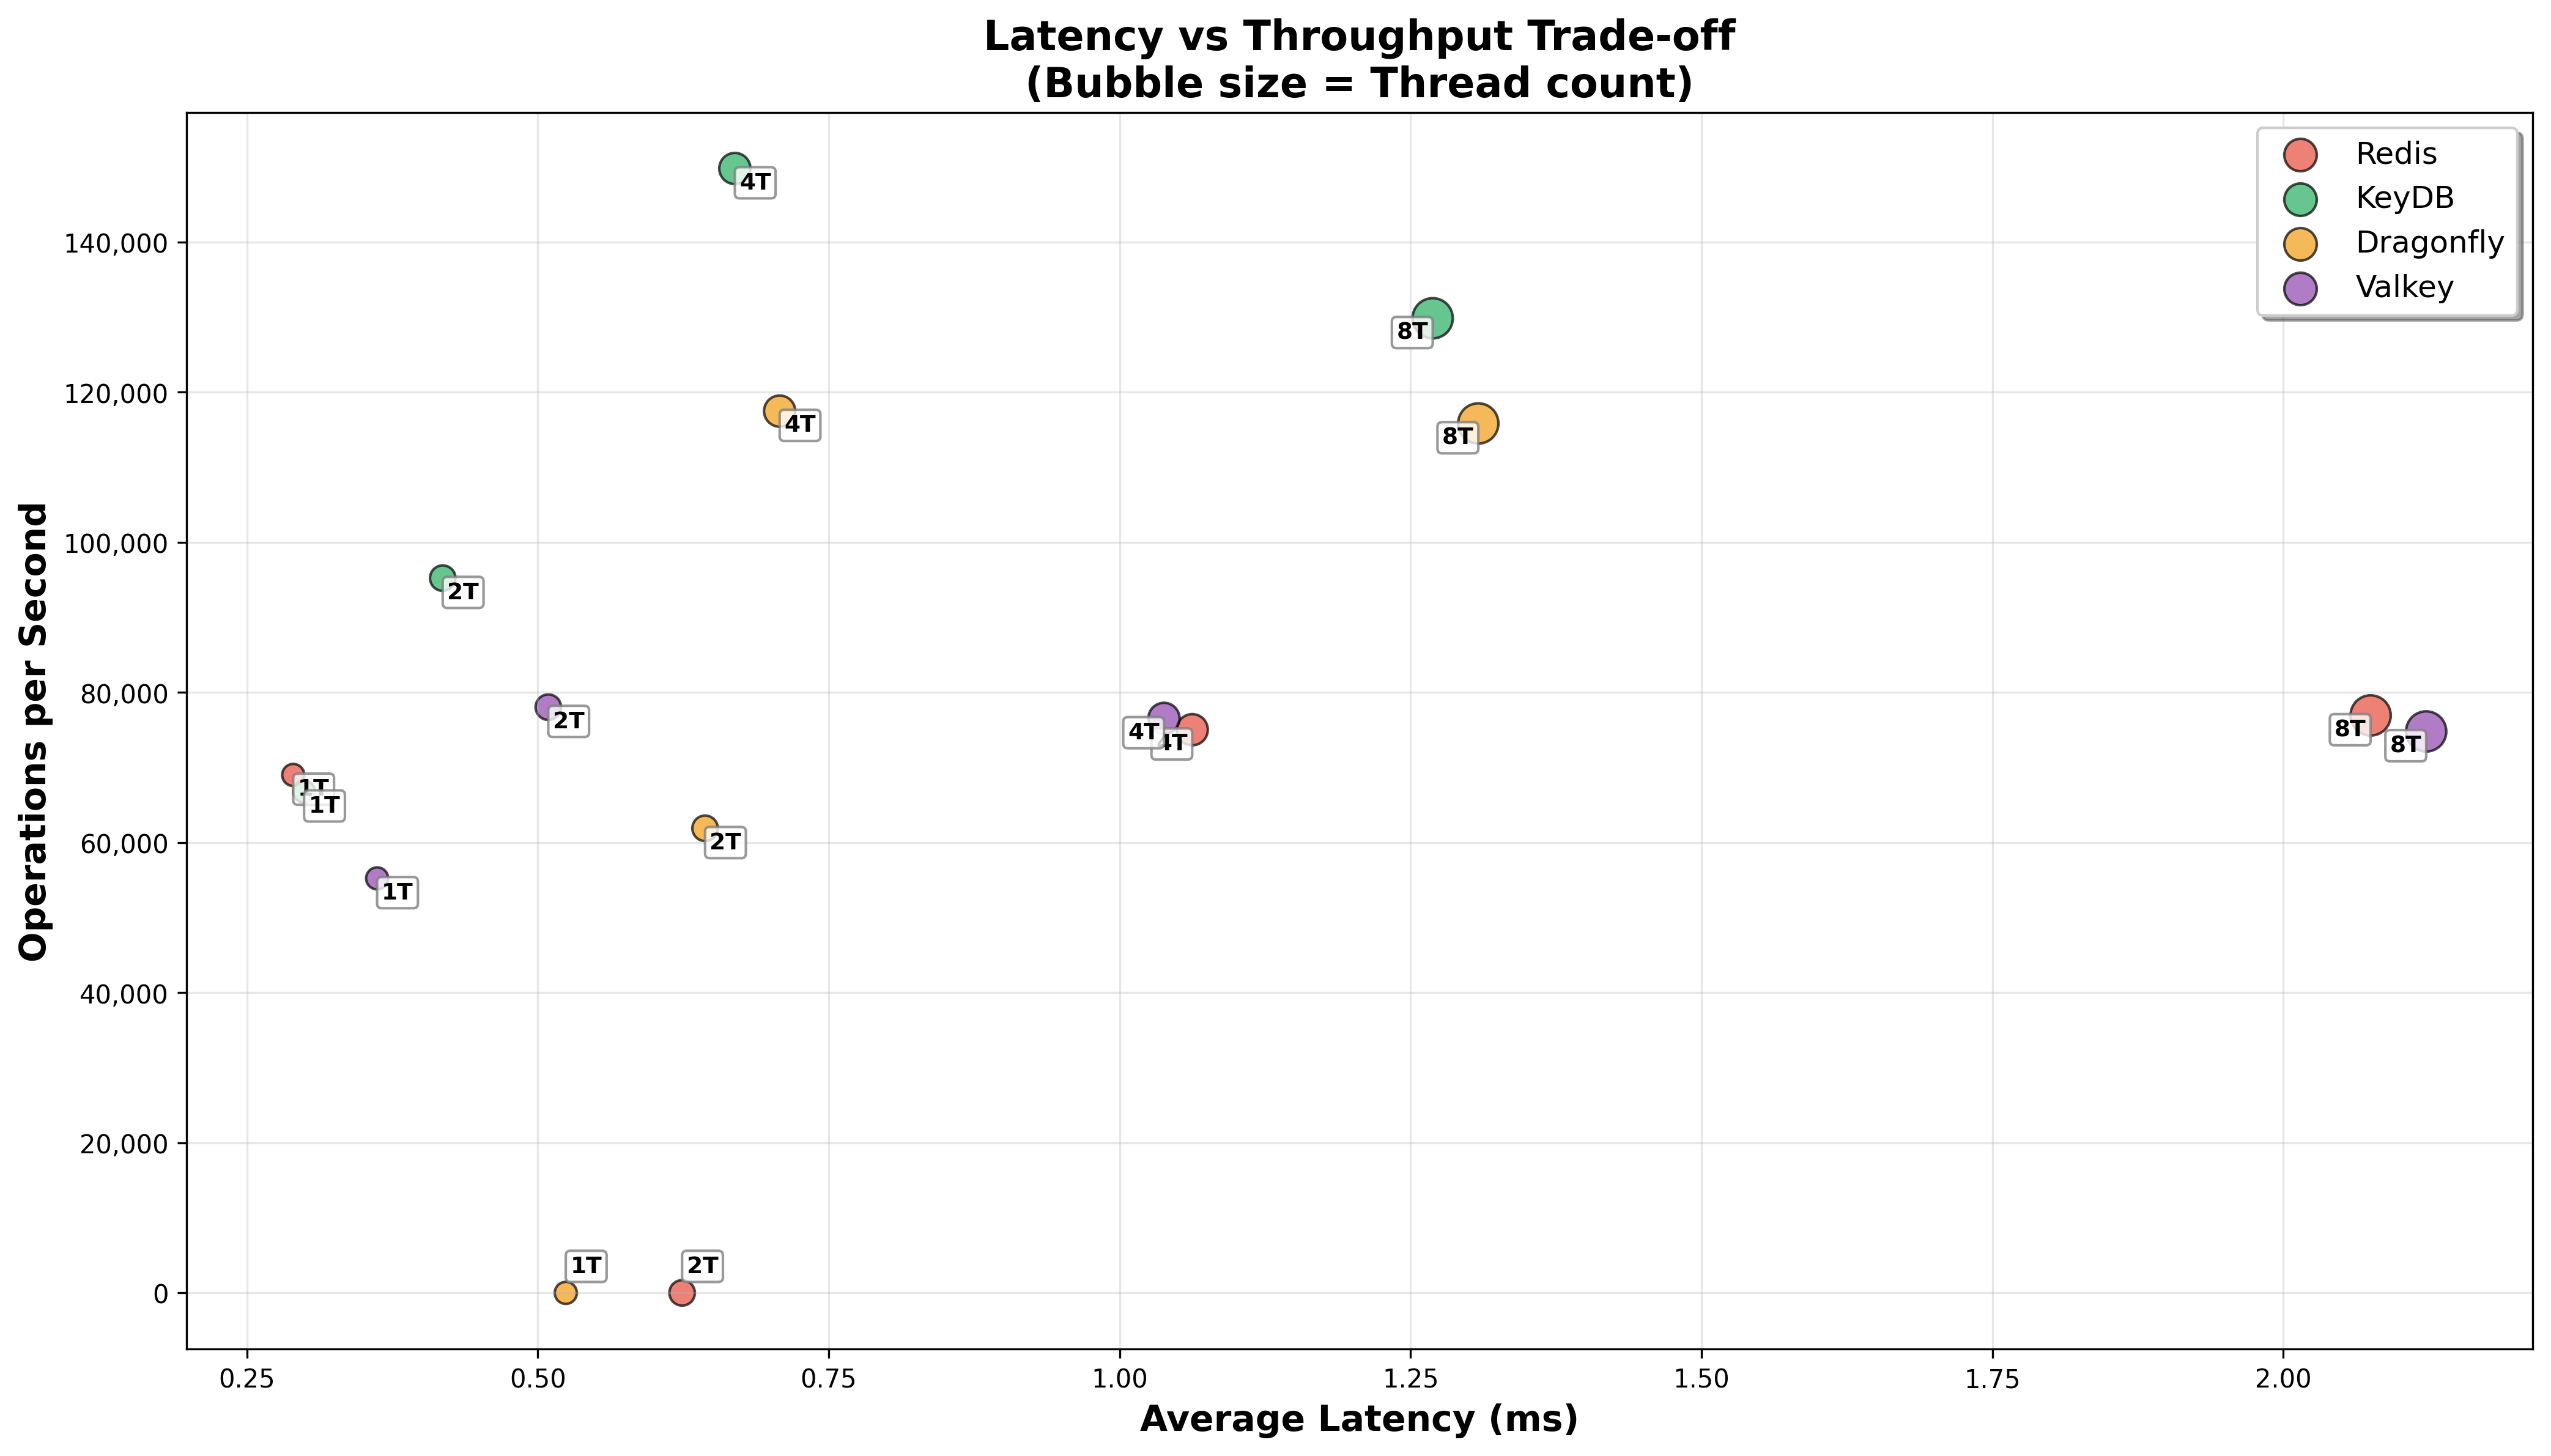 Latency vs Throughput Trade-off
(Bubble size = Thread count)
Redis
KeyDB
Dragonfly
Valkey
Operations per Second
140,000
120,000
100,000
80,000
60,000
40,000
20,000
0
4T
8T
4T
8T
2T
2T
4T
4T
8T
8T
1T
1T
2T
1T
1T
2T
0.25
0.50
0.75
1.00
1.25
1.50
1.75
2.00
Average Latency (ms)